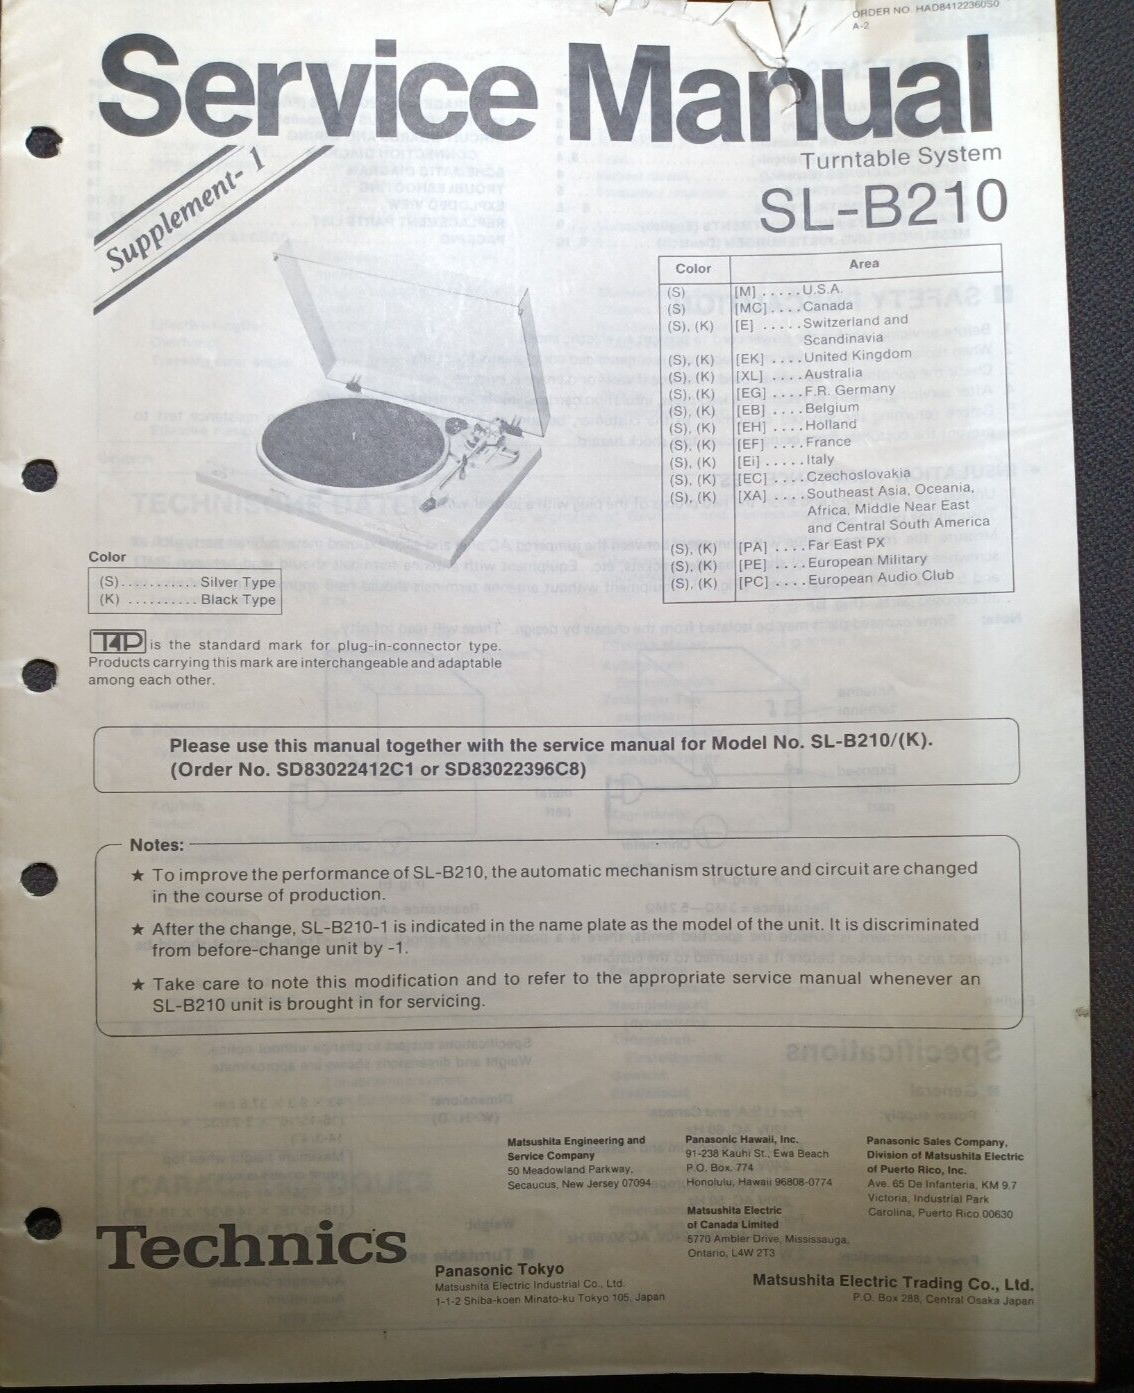 ORDER NO. HAD8412236OS0
A-2
Service Manual
Supplement- 1
Turntable System
SL-B210
Color Area
(S) [M] ..... U.S.A.
(S) [MC] .... Canada
(S), (K) [E] ..... Switzerland and
Scandinavia
(S), (K) [EK] .... United Kingdom
(S), (K) [XL] .... Australia
(S), (K) [EG] .... F.R. Germany
(S), (K) [EB] .... Belgium
(S), (K) [EH] .... Holland
(S), (K) [EF] .... France
(S), (K) [Ei] ..... Italy
(S), (K) [EC] .... Czechoslovakia
(S), (K) [XA] .... Southeast Asia, Oceania,
Africa, Middle Near East
and Central South America
(S), (K) [PA] .... Far East PX
(S), (K) [PE] .... European Military
(S), (K) [PC] .... European Audio Club
Color
(S) .......... Silver Type
(K) .......... Black Type
T4P is the standard mark for plug-in-connector type.
Products carrying this mark are interchangeable and adaptable
among each other.
Please use this manual together with the service manual for Model No. SL-B210/(K).
(Order No. SD83022412C1 or SD83022396C8)
Notes:
★ To improve the performance of SL-B210, the automatic mechanism structure and circuit are changed
in the course of production.
★ After the change, SL-B210-1 is indicated in the name plate as the model of the unit. It is discriminated
from before-change unit by -1.
★ Take care to note this modification and to refer to the appropriate service manual whenever an
SL-B210 unit is brought in for servicing.
Technics
Matsushita Engineering and
Service Company
50 Meadowland Parkway,
Secaucus, New Jersey 07094
Panasonic Hawaii, Inc.
91-238 Kauhi St., Ewa Beach
P.O. Box. 774
Honolulu, Hawaii 96808-0774
Matsushita Electric
of Canada Limited
5770 Ambler Drive, Mississauga,
Ontario, L4W 2T3
Panasonic Sales Company,
Division of Matsushita Electric
of Puerto Rico, Inc.
Ave. 65 De Infanteria, KM 9.7
Victoria, Industrial Park
Carolina, Puerto Rico 00630
Panasonic Tokyo
Matsushita Electric Industrial Co., Ltd.
1-1-2 Shiba-koen Minato-ku Tokyo 105, Japan
Matsushita Electric Trading Co., Ltd.
P.O. Box 288, Central Osaka Japan